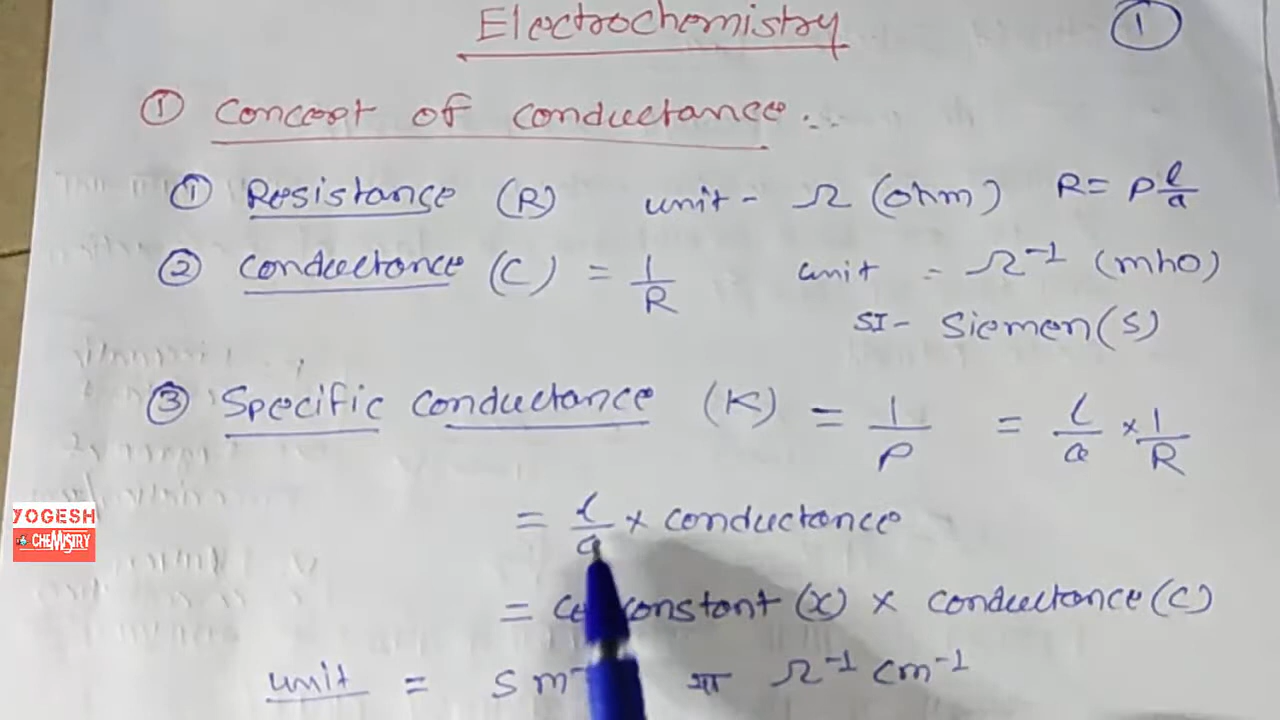 Electrochemistry
①
① Concept of conductance...
① Resistance (R) unit - Ω (ohm) R = ρ l/a
② Conductance (C) = 1/R unit - Ω⁻¹ (mho)
SI - Siemen (S)
③ Specific conductance (K) = 1/ρ = l/a × 1/R
= l/a × conductance
= constant (x) × conductance (C)
unit = S m⁻ या Ω⁻¹ cm⁻¹
YOGESH
CHEMISTRY